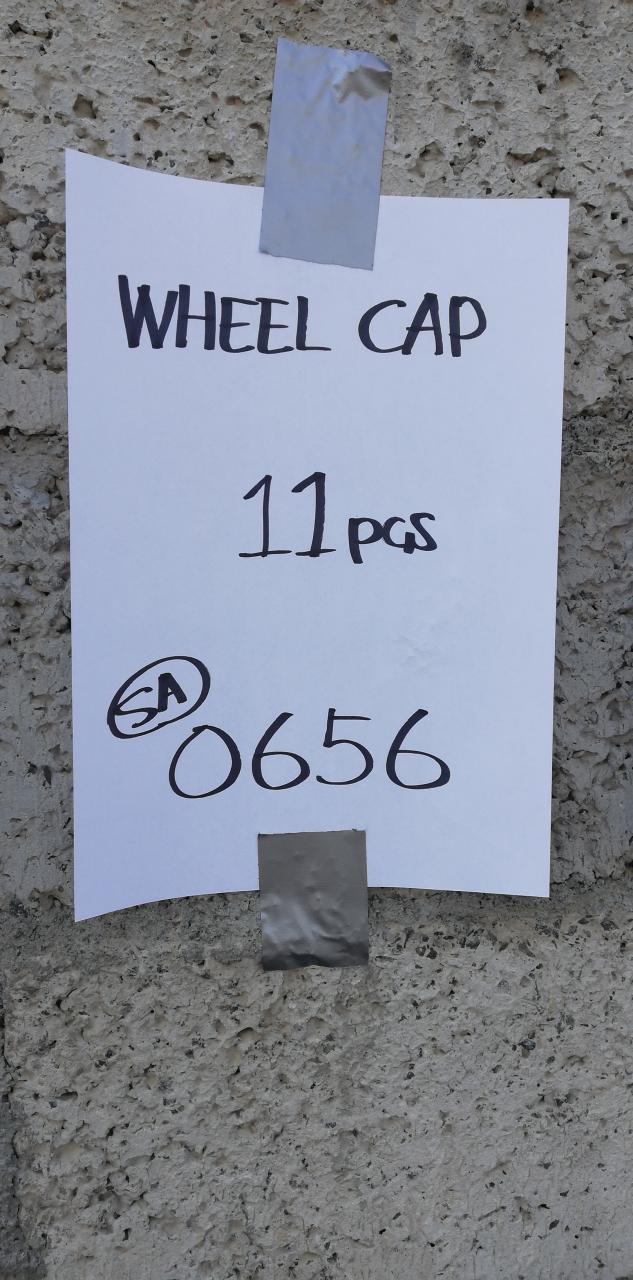 WHEEL CAP
11 pcs
SA
0656